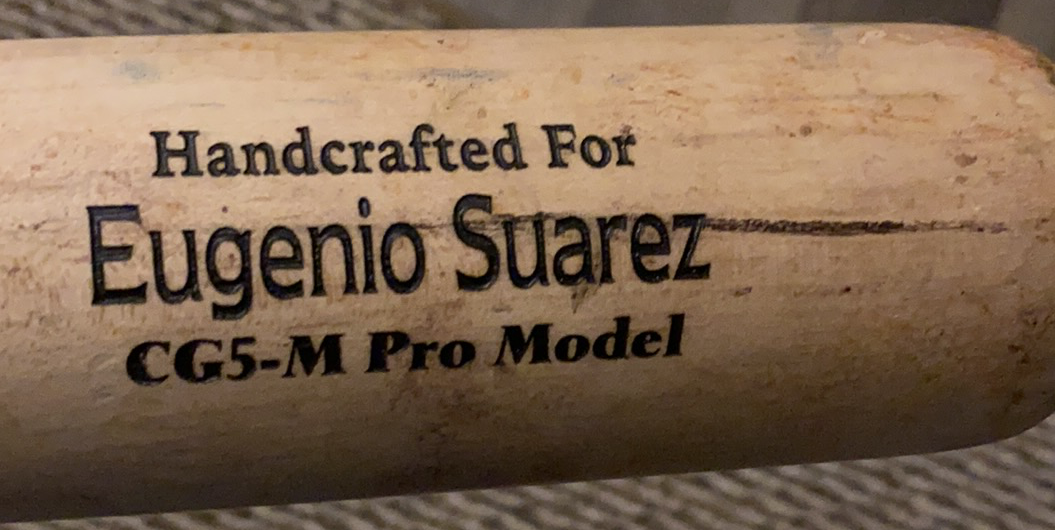 Handcrafted For
Eugenio Suarez
CG5-M Pro Model